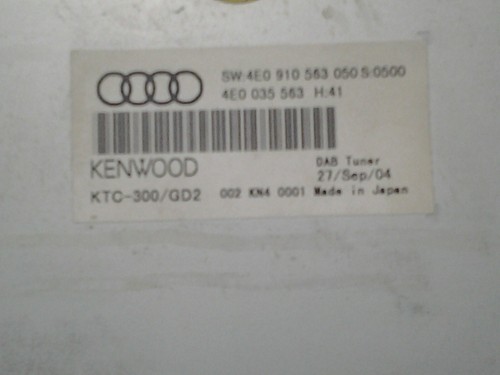 SW:4E0 910 563 050 S:0500
4E0 035 563 H:41
KENWOOD DAB Tuner
27/Sep/04
KTC-300/GD2 002 KN4 0001 Made in Japan